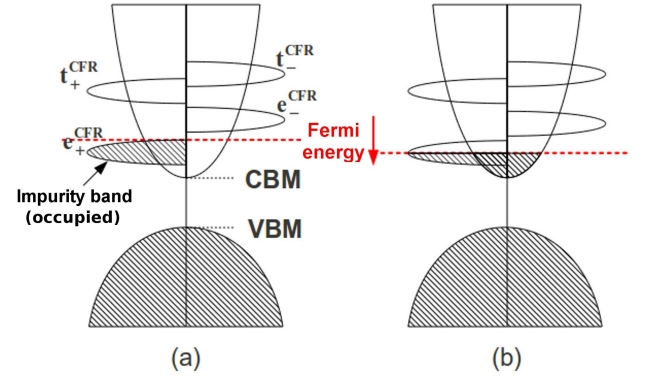 t₊^CFR
t₋^CFR
e₋^CFR
e₊^CFR
Fermi
energy
Impurity band
(occupied)
CBM
VBM
(a)
(b)